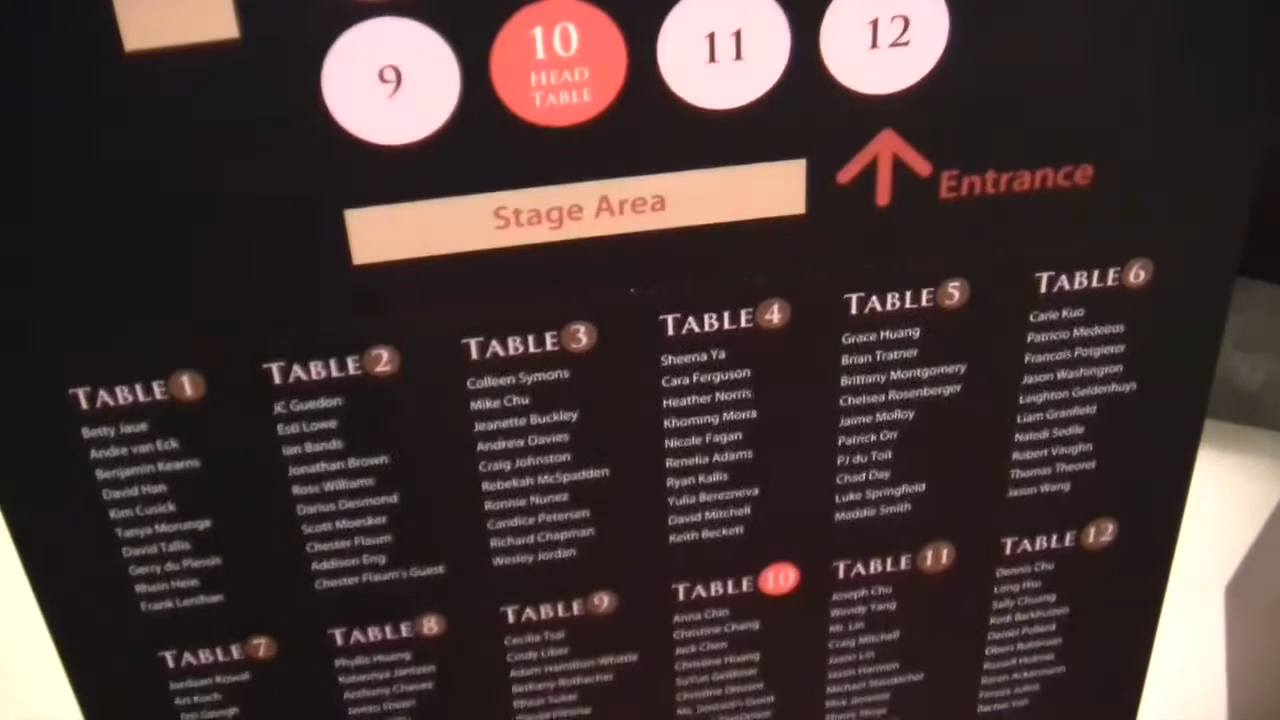 9
10
HEAD
TABLE
11
12
Stage Area
Entrance
TABLE 1
Betty Jaue
Andre van Eck
Benjamin Kearns
David Han
Kim Cusick
Tanya Morunga
David Tallis
Gerry du Plessis
Rhein Hein
Frank Lenihan
TABLE 2
JC Guedon
Esti Lowe
Ian Bands
Jonathan Brown
Ross Williams
Darius Desmond
Scott Moesker
Chester Flaum
Addison Eng
Chester Flaum's Guest
TABLE 3
Colleen Symons
Mike Chu
Jeanette Buckley
Andrew Davies
Craig Johnston
Rebekah McSpadden
Ronnie Nunez
Candice Petersen
Richard Chapman
Wesley Jordan
TABLE 4
Sheena Ya
Cara Ferguson
Heather Norris
Khoming Moira
Nicole Fagan
Renelia Adams
Ryan Kallis
Yulia Berezneva
David Mitchell
Keith Beckett
TABLE 5
Grace Huang
Brian Tratner
Brittany Montgomery
Chelsea Rosenberger
Jaime Molloy
Patrick Orr
PJ du Toit
Chad Day
Luke Springfield
Maddie Smith
TABLE 6
Carie Kuo
Patricio Medeiros
Francois Potgieter
Jason Washington
Leighton Geldenhuys
Liam Granfield
Naledi Sedile
Robert Vaughn
Thomas Theoret
Jason Wang
TABLE 7
Art Koch
TABLE 8
Phyllis Huang
Anthony Chavez
TABLE 9
Cecilia Tsai
Cindy Liber
Adam Hamilton-Whittle
Bethany Rothacher
TABLE 10
Anna Chin
Christine Chang
Jack Chen
Christine Huang
TABLE 11
Joseph Chu
Wendy Yang
Mr. Lin
Craig Mitchell
Jason Lin
Jason Harmon
TABLE 12
Dennis Chu
Long Hsu
Sally Chuang
Daniel Pollard
Russell Holmes